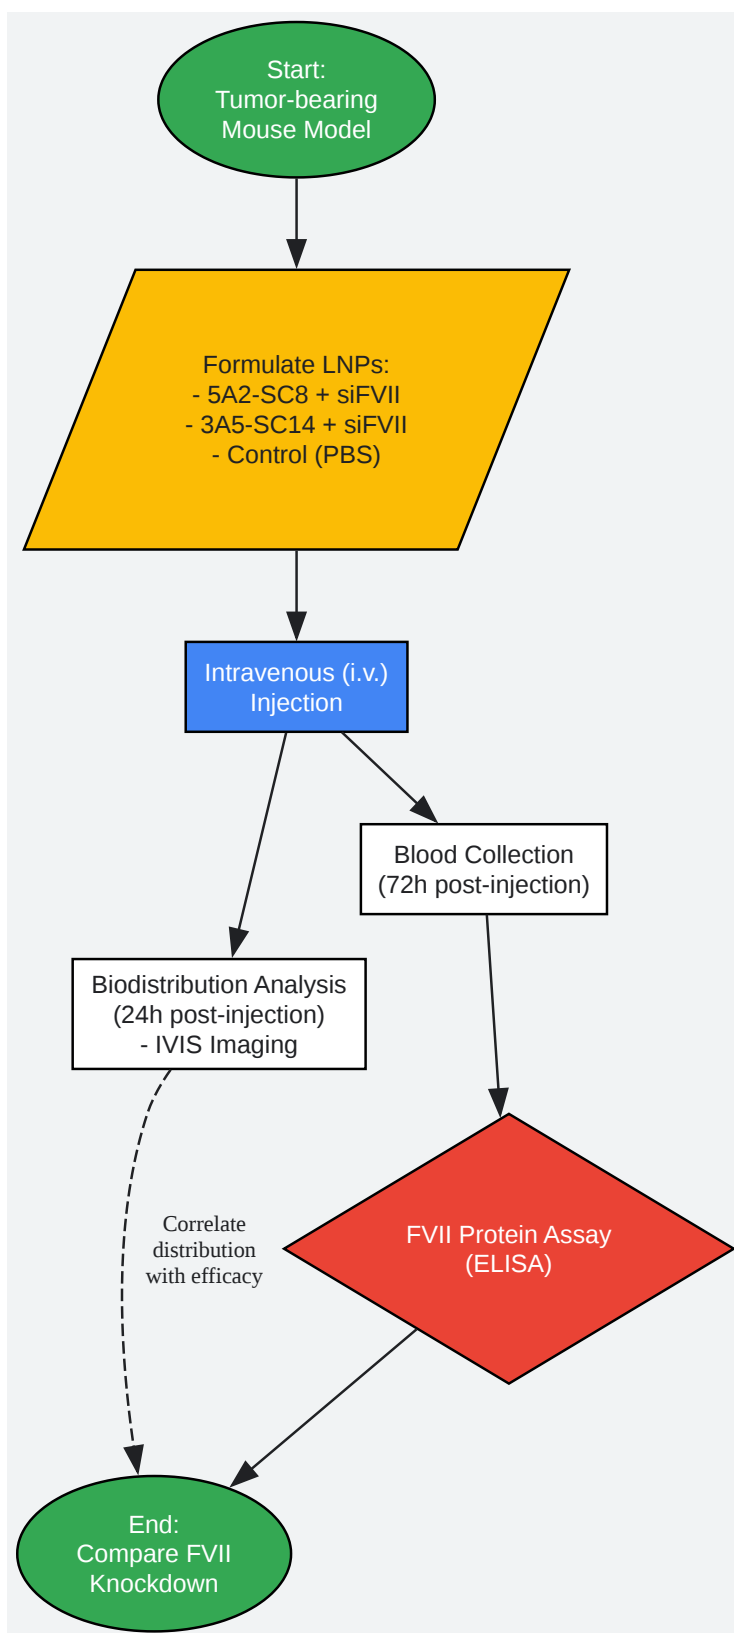 Start:
Tumor-bearing
Mouse Model
Formulate LNPs:
- 5A2-SC8 + siFVII
- 3A5-SC14 + siFVII
- Control (PBS)
Intravenous (i.v.)
Injection
Blood Collection
(72h post-injection)
Biodistribution Analysis
(24h post-injection)
- IVIS Imaging
Correlate
distribution
with efficacy
FVII Protein Assay
(ELISA)
End:
Compare FVII
Knockdown